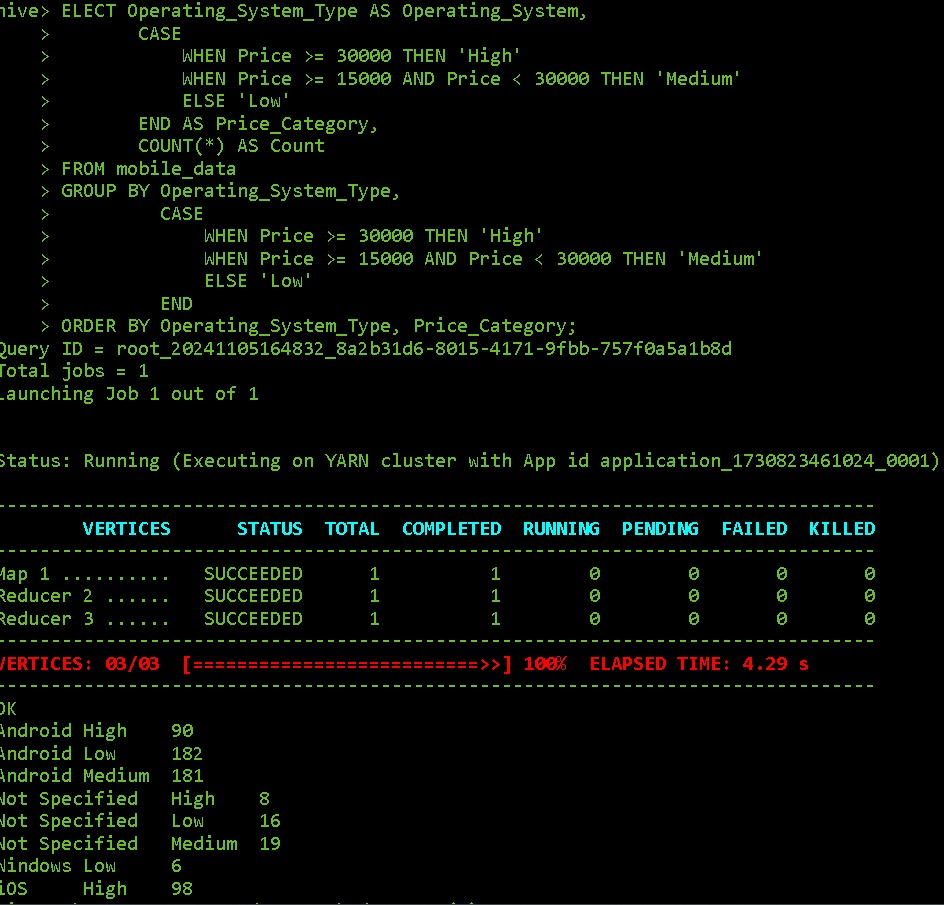 hive> ELECT Operating_System_Type AS Operating_System,
    >        CASE
    >            WHEN Price >= 30000 THEN 'High'
    >            WHEN Price >= 15000 AND Price < 30000 THEN 'Medium'
    >            ELSE 'Low'
    >        END AS Price_Category,
    >        COUNT(*) AS Count
    > FROM mobile_data
    > GROUP BY Operating_System_Type,
    >          CASE
    >              WHEN Price >= 30000 THEN 'High'
    >              WHEN Price >= 15000 AND Price < 30000 THEN 'Medium'
    >              ELSE 'Low'
    >          END
    > ORDER BY Operating_System_Type, Price_Category;
Query ID = root_20241105164832_8a2b31d6-8015-4171-9fbb-757f0a5a1b8d
Total jobs = 1
Launching Job 1 out of 1
Status: Running (Executing on YARN cluster with App id application_1730823461024_0001)
--------------------------------------------------------------------------------
        VERTICES      STATUS  TOTAL  COMPLETED  RUNNING  PENDING  FAILED  KILLED
--------------------------------------------------------------------------------
Map 1 ..........   SUCCEEDED      1          1        0        0       0       0
Reducer 2 ......   SUCCEEDED      1          1        0        0       0       0
Reducer 3 ......   SUCCEEDED      1          1        0        0       0       0
--------------------------------------------------------------------------------
VERTICES: 03/03  [==========================>>] 100%  ELAPSED TIME: 4.29 s
--------------------------------------------------------------------------------
OK
Android High    90
Android Low     182
Android Medium  181
Not Specified   High    8
Not Specified   Low     16
Not Specified   Medium  19
Windows Low     6
iOS     High    98